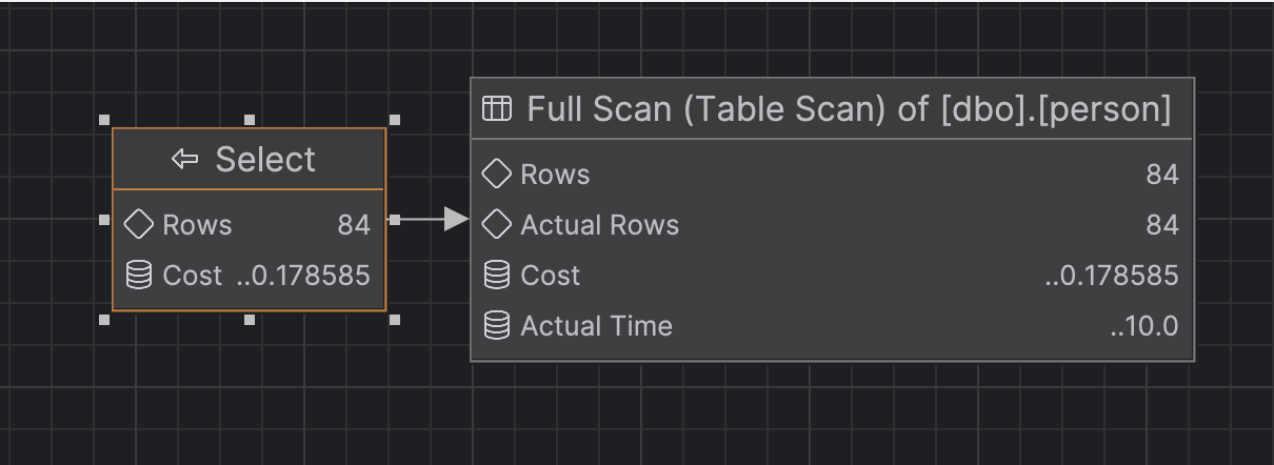 Select
Rows 84
Cost ..0.178585
Full Scan (Table Scan) of [dbo].[person]
Rows 84
Actual Rows 84
Cost ..0.178585
Actual Time ..10.0